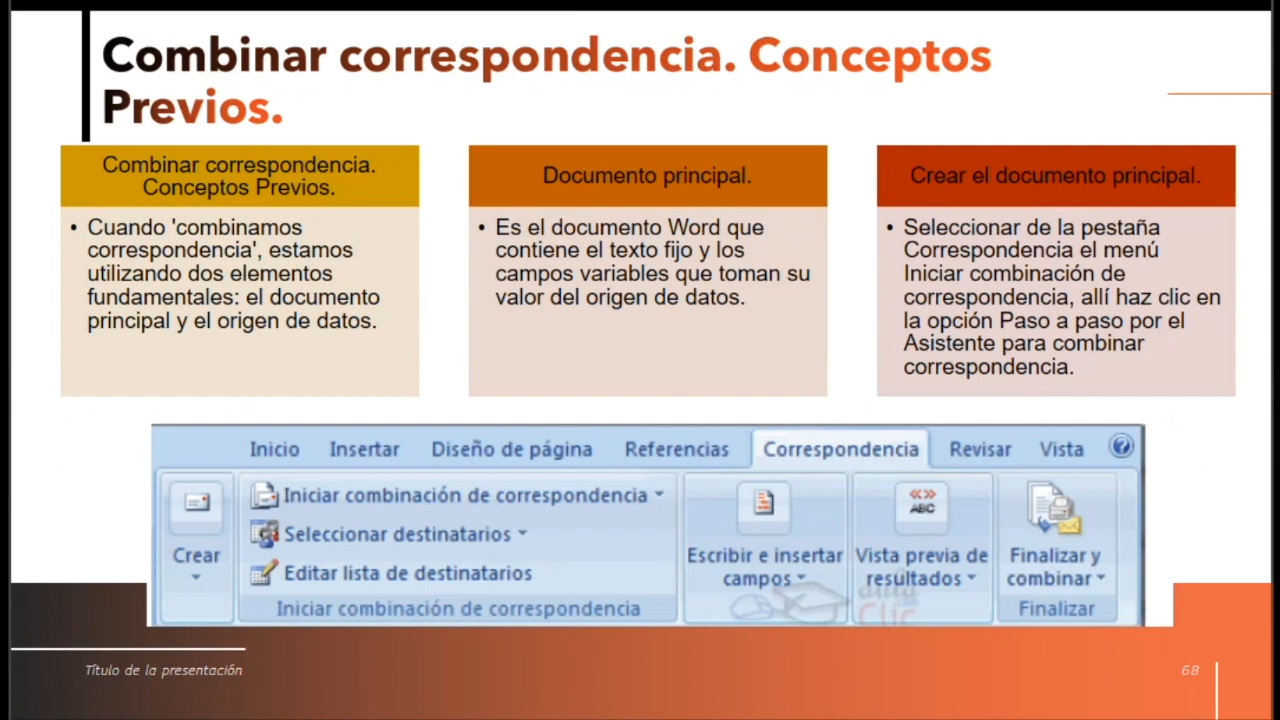 Combinar correspondencia. Conceptos
Previos.
Combinar correspondencia.
Conceptos Previos.
• Cuando 'combinamos
correspondencia', estamos
utilizando dos elementos
fundamentales: el documento
principal y el origen de datos.
Documento principal.
• Es el documento Word que
contiene el texto fijo y los
campos variables que toman su
valor del origen de datos.
Crear el documento principal.
• Seleccionar de la pestaña
Correspondencia el menú
Iniciar combinación de
correspondencia, allí haz clic en
la opción Paso a paso por el
Asistente para combinar
correspondencia.
Inicio Insertar Diseño de página Referencias Correspondencia Revisar Vista
Crear
Iniciar combinación de correspondencia
Seleccionar destinatarios
Editar lista de destinatarios
Iniciar combinación de correspondencia
Escribir e insertar
campos
ABC
Vista previa de
resultados
Finalizar y
combinar
Finalizar
aula
Clic
Título de la presentación
68